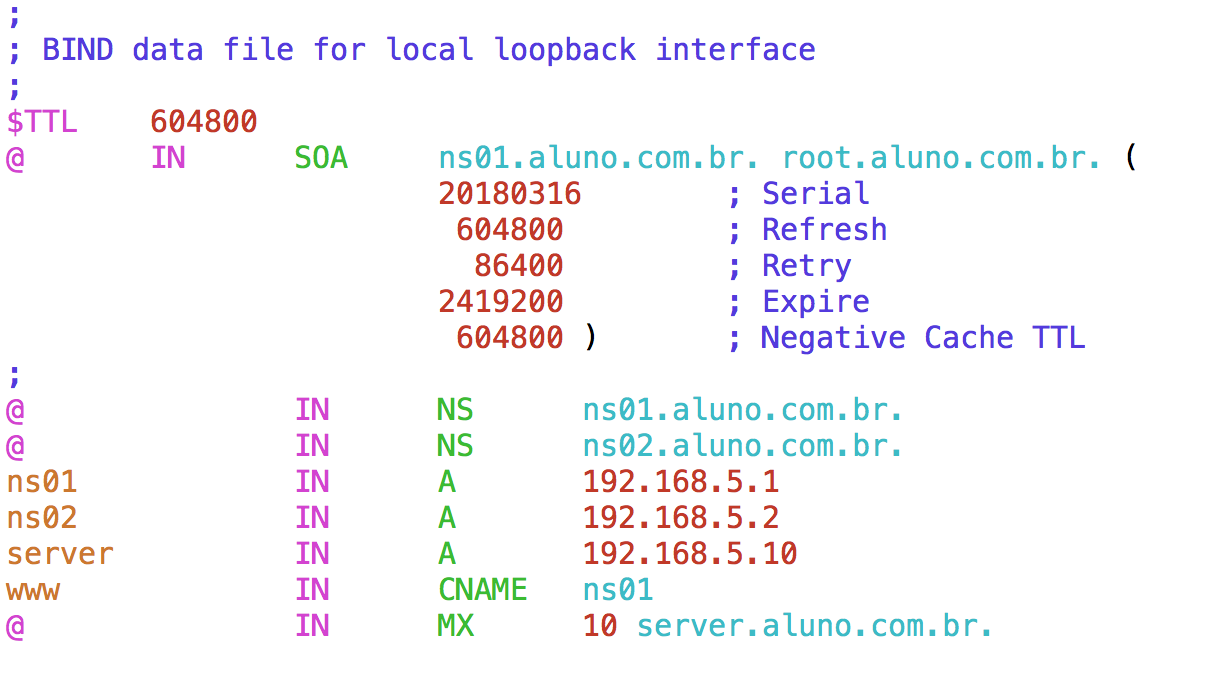 ;
; BIND data file for local loopback interface
;
$TTL    604800
@       IN      SOA     ns01.aluno.com.br. root.aluno.com.br. (
                        20180316        ; Serial
                         604800         ; Refresh
                          86400         ; Retry
                        2419200         ; Expire
                         604800 )       ; Negative Cache TTL
;
@               IN      NS      ns01.aluno.com.br.
@               IN      NS      ns02.aluno.com.br.
ns01            IN      A       192.168.5.1
ns02            IN      A       192.168.5.2
server          IN      A       192.168.5.10
www             IN      CNAME   ns01
@               IN      MX      10 server.aluno.com.br.